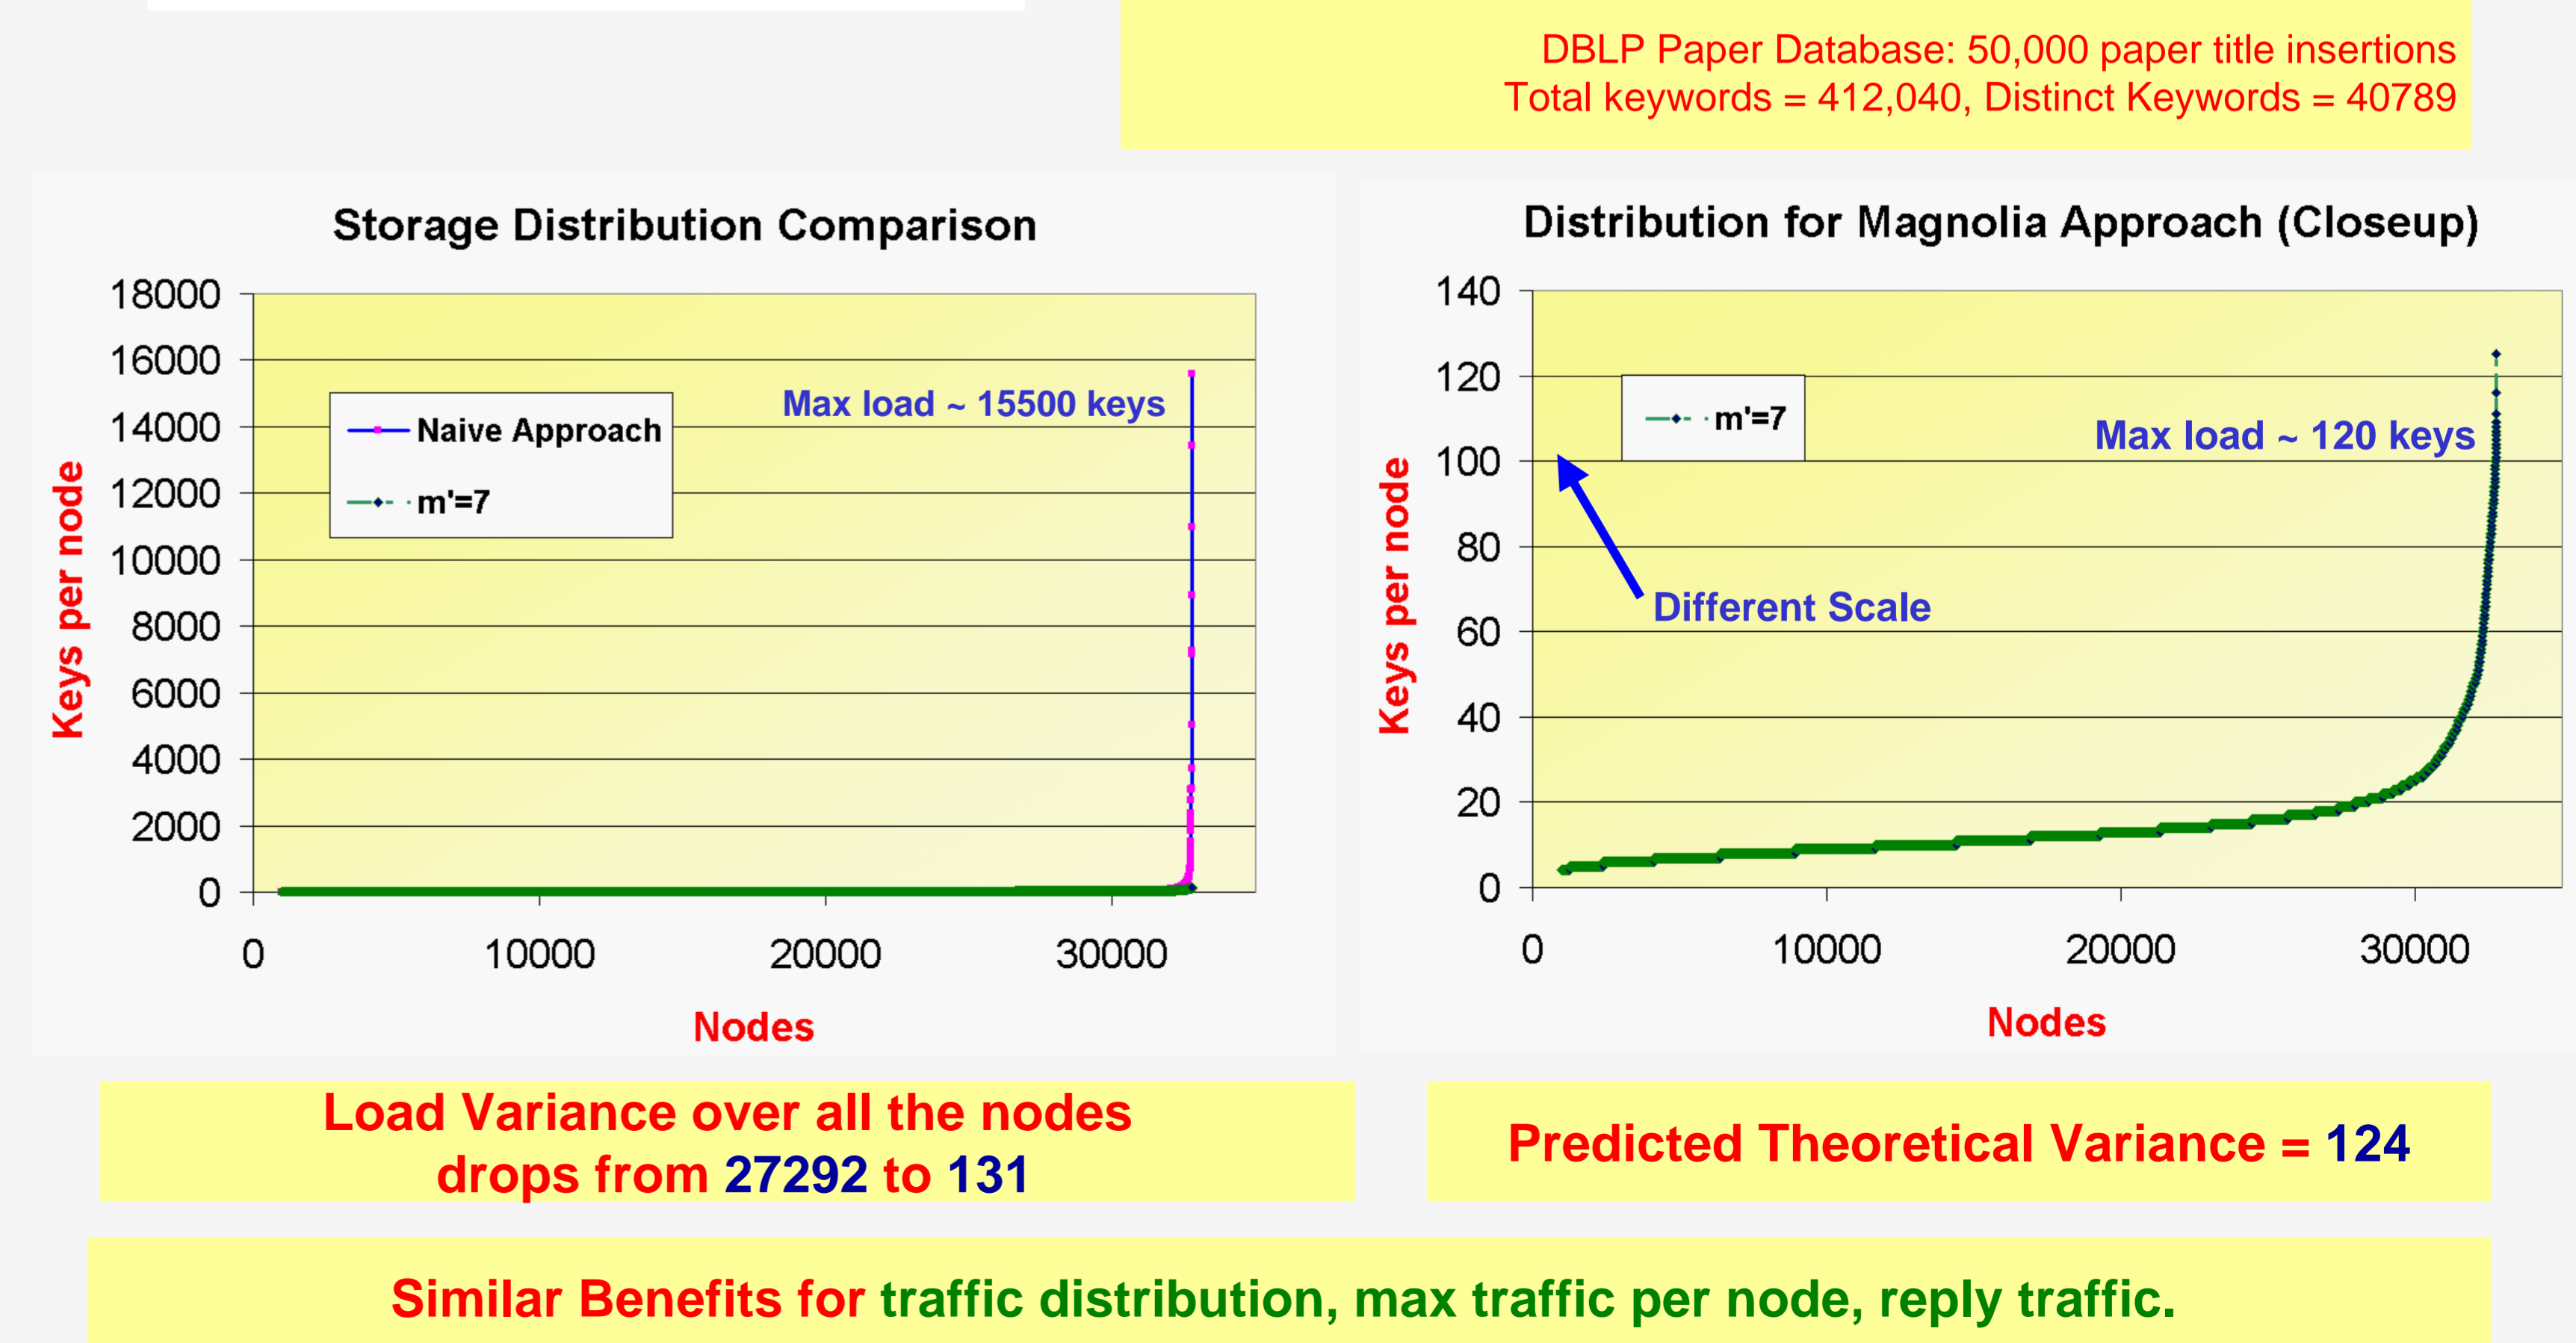 DBLP Paper Database: 50,000 paper title insertions
Total keywords = 412,040, Distinct Keywords = 40789
Storage Distribution Comparison
18000
16000
14000
12000
10000
8000
6000
4000
2000
0
Keys per node
Naive Approach
m'=7
Max load ~ 15500 keys
0 10000 20000 30000
Nodes
Distribution for Magnolia Approach (Closeup)
140
120
100
80
60
40
20
0
Keys per node
m'=7
Max load ~ 120 keys
Different Scale
0 10000 20000 30000
Nodes
Load Variance over all the nodes
drops from 27292 to 131
Predicted Theoretical Variance = 124
Similar Benefits for traffic distribution, max traffic per node, reply traffic.